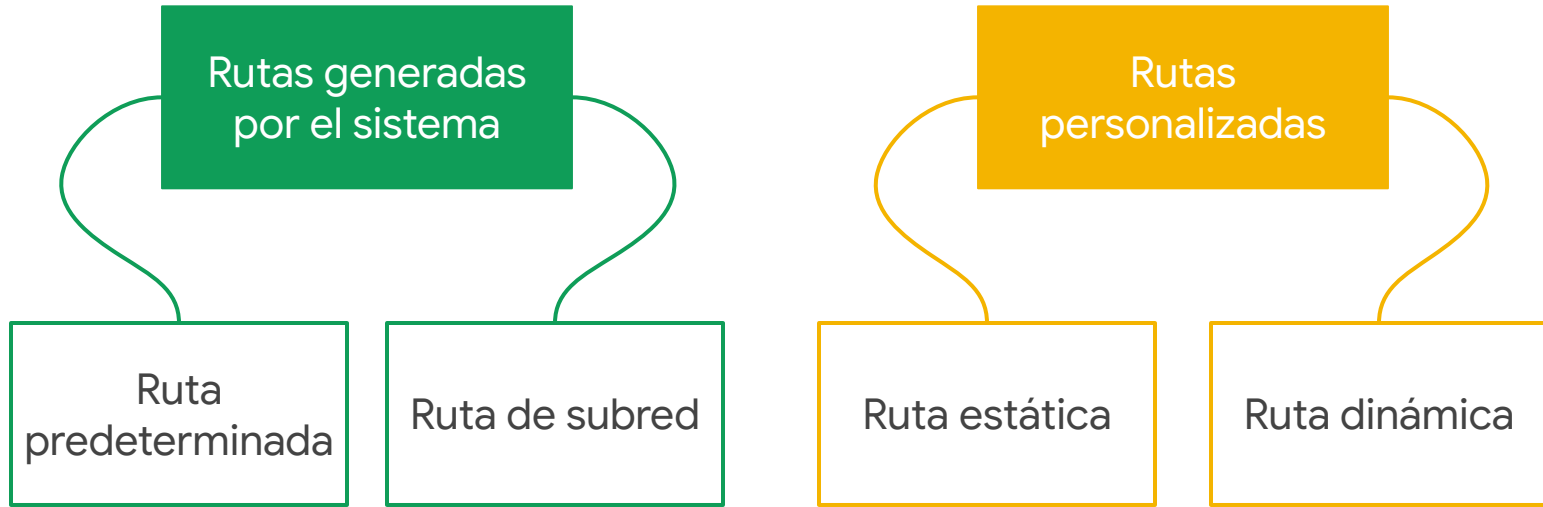 Rutas generadas
por el sistema
Rutas
personalizadas
Ruta
predeterminada
Ruta de subred
Ruta estática
Ruta dinámica